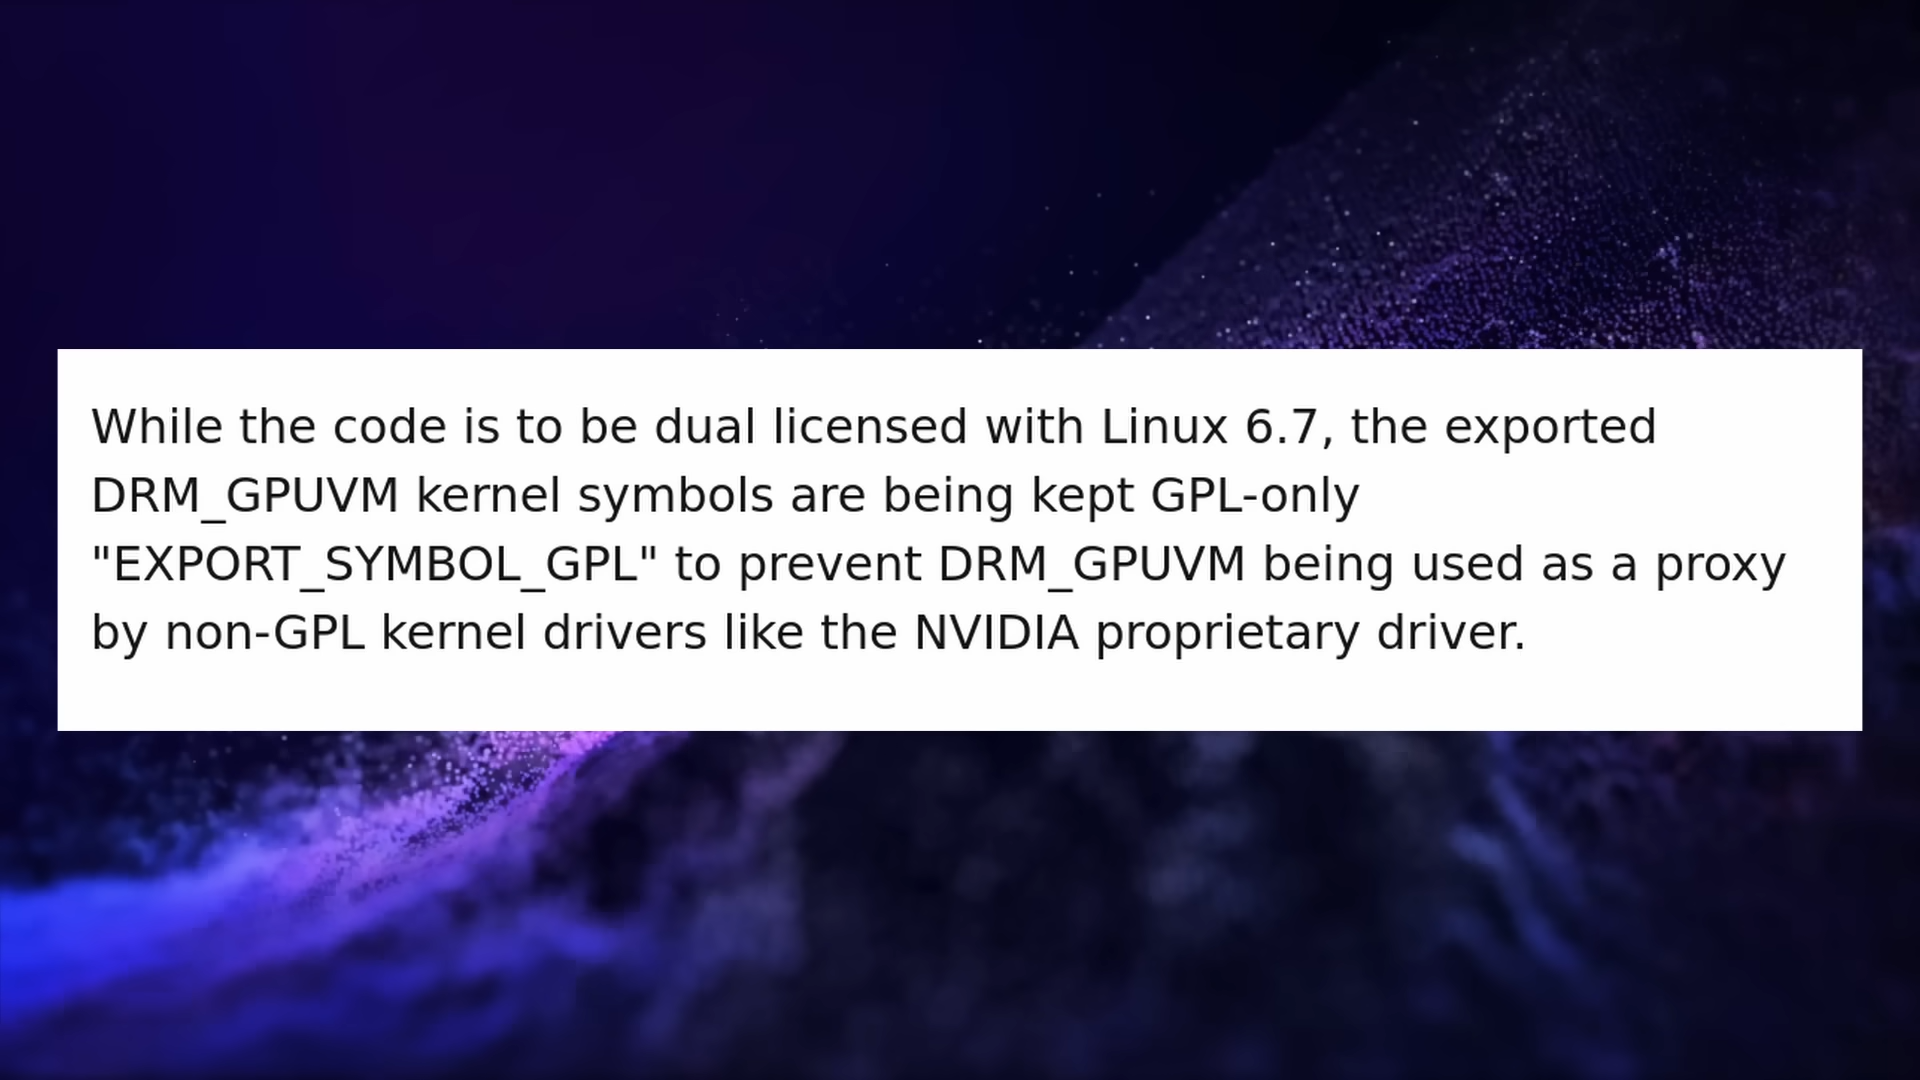 While the code is to be dual licensed with Linux 6.7, the exported
DRM_GPUVM kernel symbols are being kept GPL-only
"EXPORT_SYMBOL_GPL" to prevent DRM_GPUVM being used as a proxy
by non-GPL kernel drivers like the NVIDIA proprietary driver.